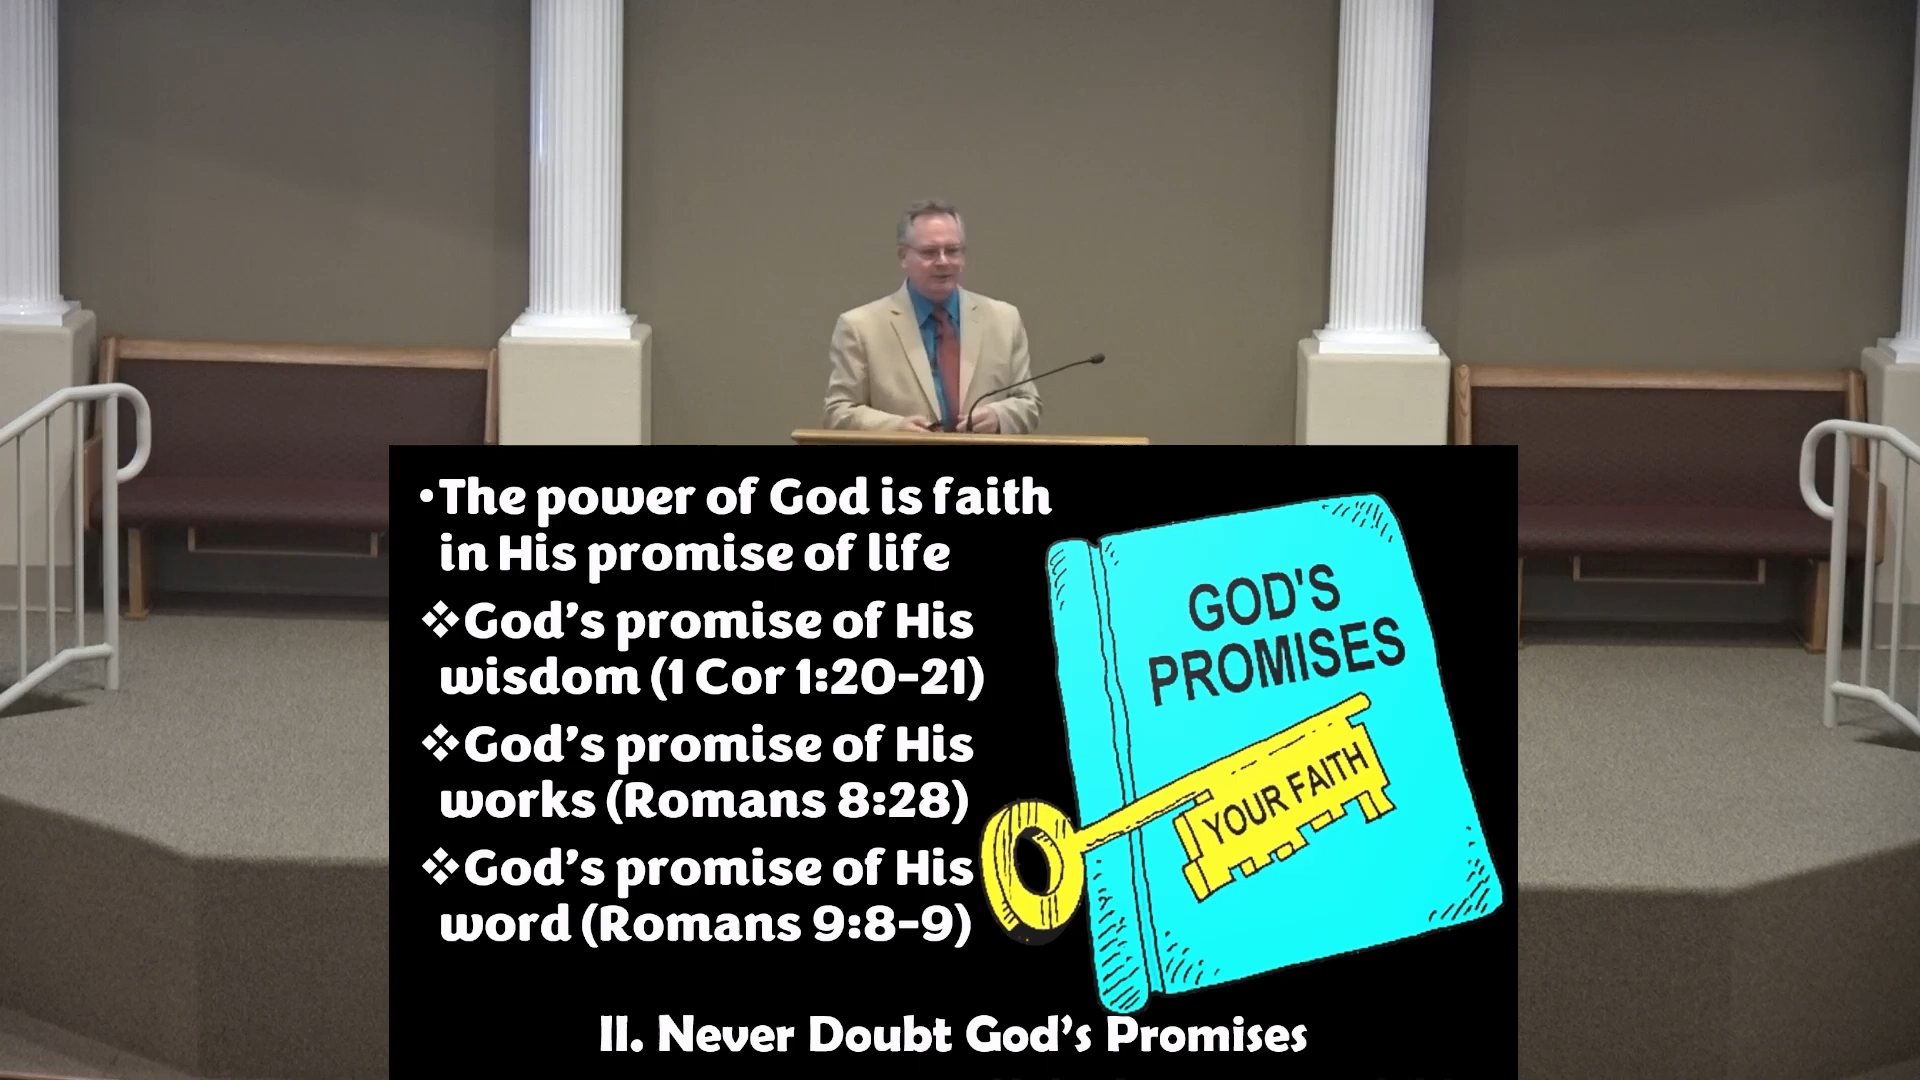 •The power of God is faith
in His promise of life
❖God’s promise of His
wisdom (1 Cor 1:20-21)
❖God’s promise of His
works (Romans 8:28)
❖God’s promise of His
word (Romans 9:8-9)
GOD'S
PROMISES
YOUR FAITH
II. Never Doubt God’s Promises